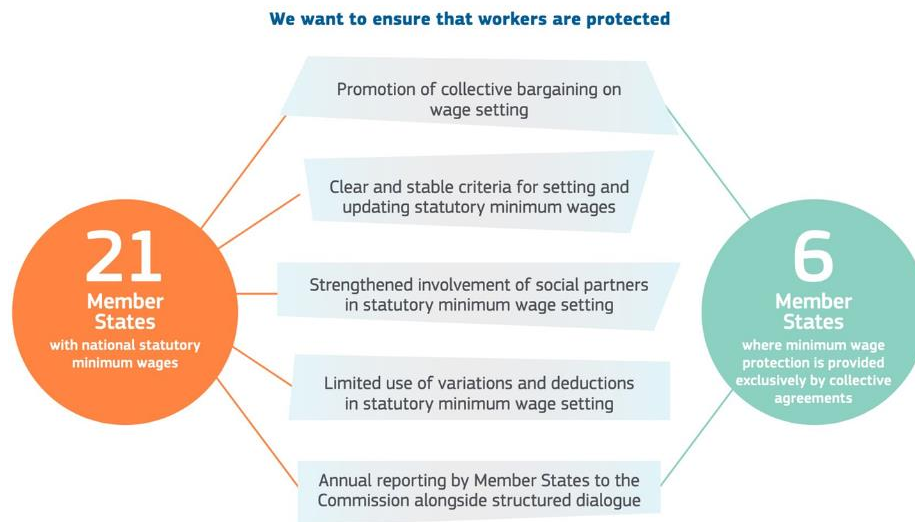 We want to ensure that workers are protected
Promotion of collective bargaining on
wage setting
Clear and stable criteria for setting and
updating statutory minimum wages
21
Member
States
with national statutory
minimum wages
Strengthened involvement of social partners
in statutory minimum wage setting
6
Member
States
where minimum wage
protection is provided
exclusively by collective
agreements
Limited use of variations and deductions
in statutory minimum wage setting
Annual reporting by Member States to the
Commission alongside structured dialogue